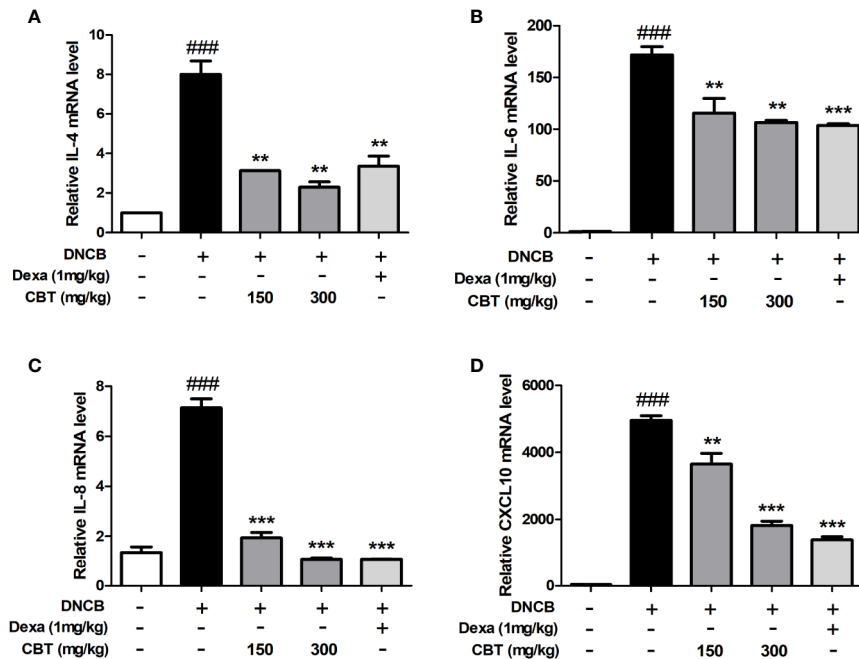 A
Relative IL-4 mRNA level
10
8
6
4
2
0
###
**
**
**
DNCB - + + + +
Dexa (1mg/kg) - - - - +
CBT (mg/kg) - - 150 300 -
B
Relative IL-6 mRNA level
200
150
100
50
0
###
**
**
***
DNCB - + + + +
Dexa (1mg/kg) - - - - +
CBT (mg/kg) - - 150 300 -
C
Relative IL-8 mRNA level
8
6
4
2
0
###
***
***
***
DNCB - + + + +
Dexa (1mg/kg) - - - - +
CBT (mg/kg) - - 150 300 -
D
Relative CXCL10 mRNA level
6000
4000
2000
0
###
**
***
***
DNCB - + + + +
Dexa (1mg/kg) - - - - +
CBT (mg/kg) - - 150 300 -